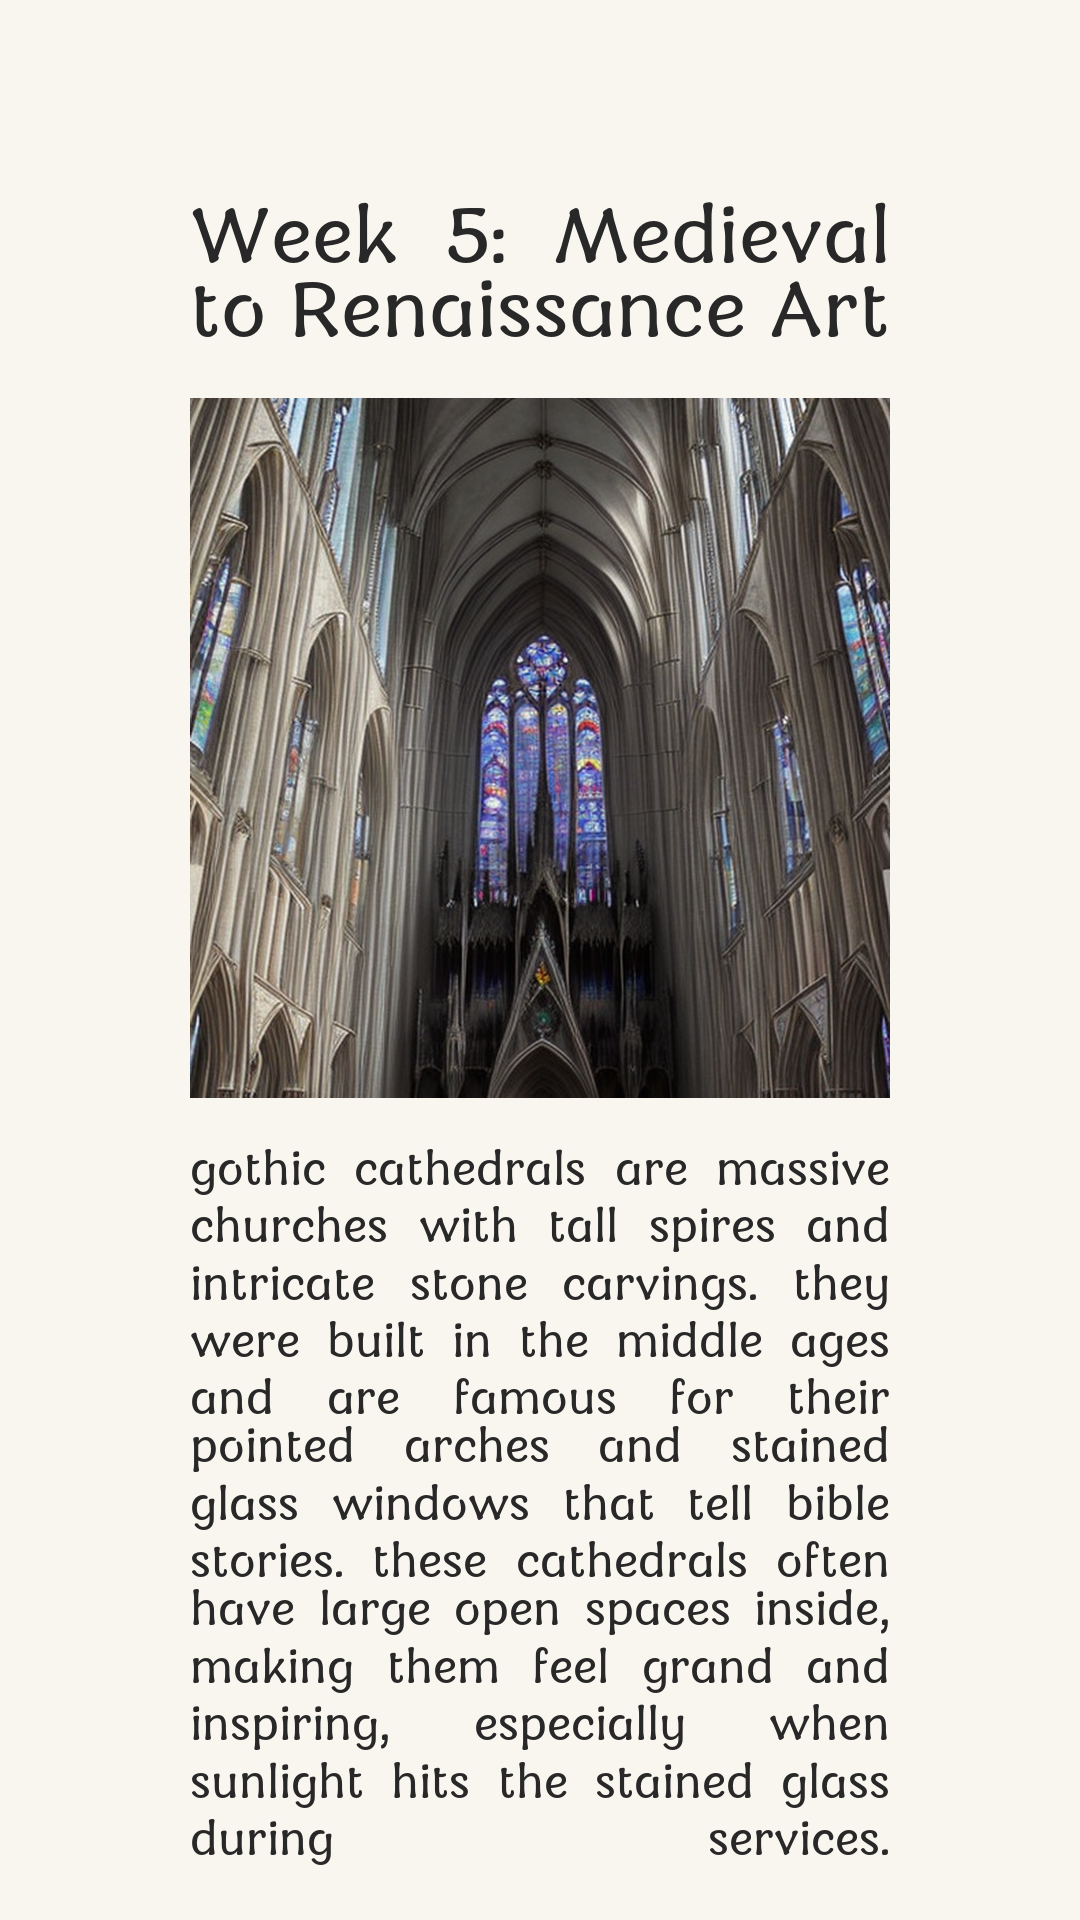 Week 5: Medieval
to Renaissance Art
gothic cathedrals are massive
churches with tall spires and
intricate stone carvings. they
were built in the middle ages
and are famous for their
pointed arches and stained
glass windows that tell bible
stories. these cathedrals often
have large open spaces inside,
making them feel grand and
inspiring, especially when
sunlight hits the stained glass
during services.